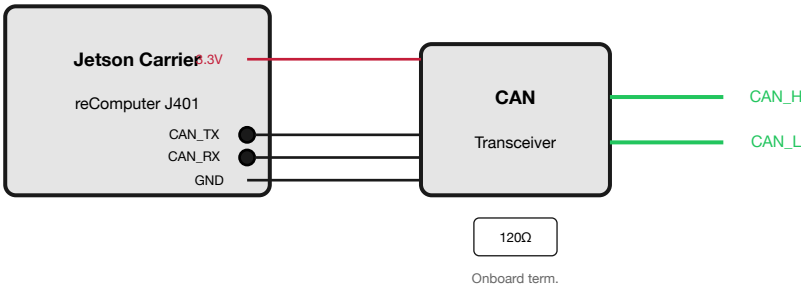 Jetson Carrier
3.3V
reComputer J401
CAN_TX
CAN_RX
GND
CAN
Transceiver
CAN_H
CAN_L
120Ω
Onboard term.